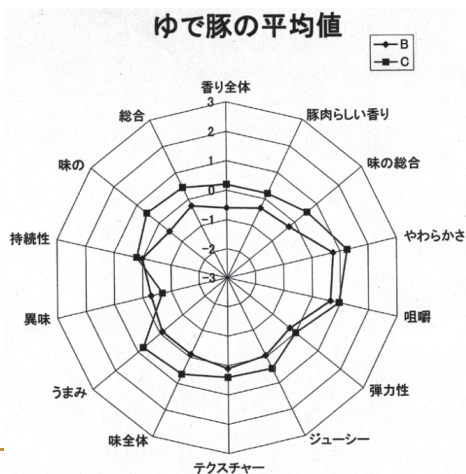 ゆで豚の平均値
B
C
香り全体
豚肉らしい香り
味の総合
やわらかさ
咀嚼
弾力性
ジューシー
テクスチャー
味全体
うまみ
異味
持続性
味の
総合
3
2
1
0
-1
-2
-3